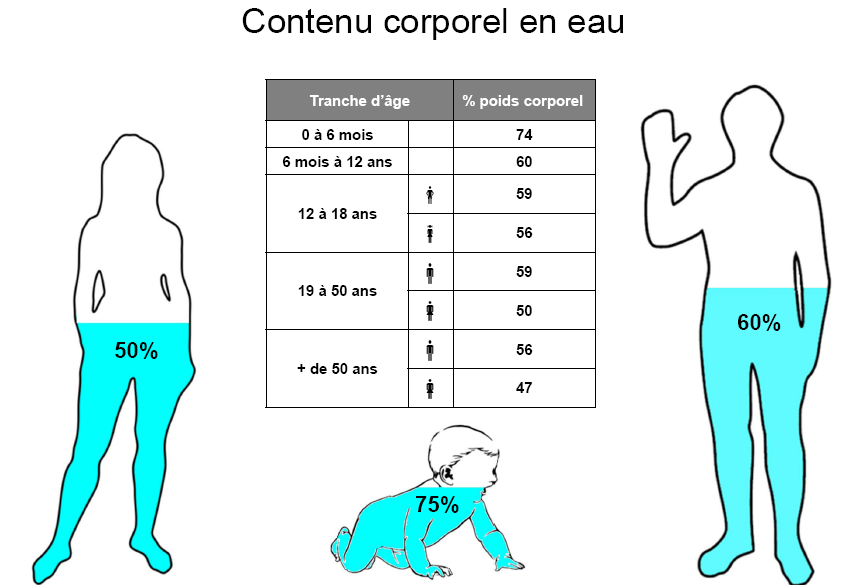 Contenu corporel en eau
Tranche d'âge % poids corporel
0 à 6 mois 74
6 mois à 12 ans 60
12 à 18 ans
59
56
19 à 50 ans
59
50
+ de 50 ans
56
47
50%
75%
60%